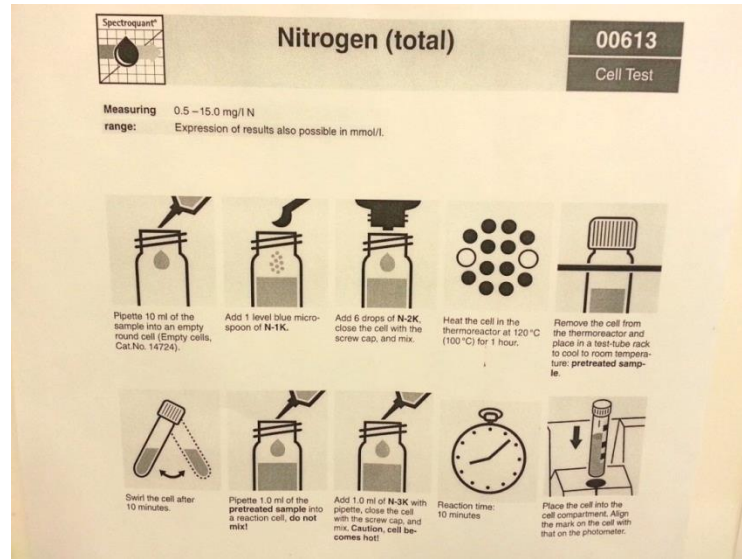 Spectroquant®
Nitrogen (total)
00613
Cell Test
Measuring range:
0.5 – 15.0 mg/l N
Expression of results also possible in mmol/l.
Pipette 10 ml of the
sample into an empty
round cell (Empty cells,
Cat.No. 14724).
Add 1 level blue micro-
spoon of N-1K.
Add 6 drops of N-2K,
close the cell with the
screw cap, and mix.
Heat the cell in the
thermoreactor at 120 °C
(100 °C) for 1 hour.
Remove the cell from
the thermoreactor and
place in a test-tube rack
to cool to room tempera-
ture: pretreated samp-
le.
Swirl the cell after
10 minutes.
Pipette 1.0 ml of the
pretreated sample into
a reaction cell, do not
mix!
Add 1.0 ml of N-3K with
pipette, close the cell
with the screw cap, and
mix. Caution, cell be-
comes hot!
Reaction time:
10 minutes
Place the cell into the
cell compartment. Align
the mark on the cell with
that on the photometer.